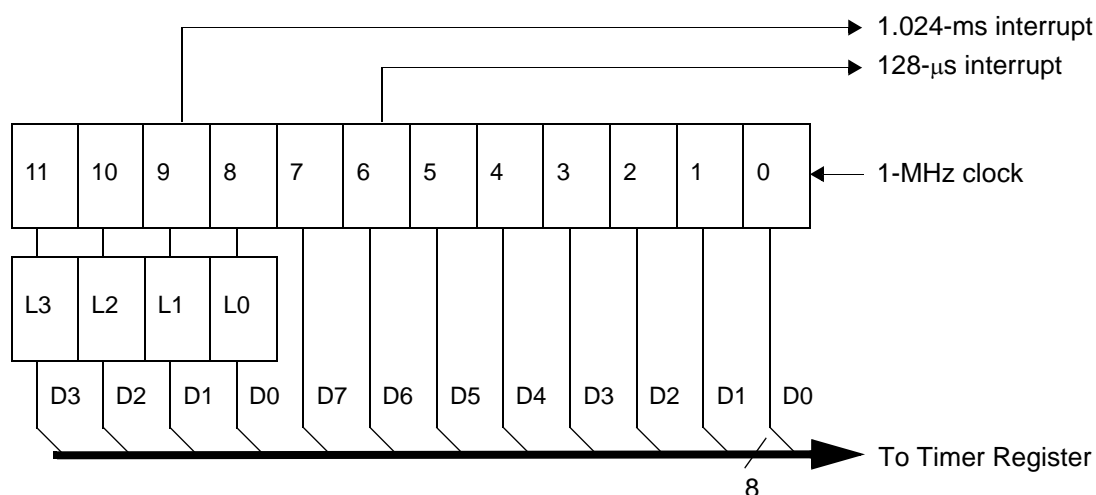 1.024-ms interrupt
128-μs interrupt
11 10 9 8 7 6 5 4 3 2 1 0
1-MHz clock
L3 L2 L1 L0
D3 D2 D1 D0 D7 D6 D5 D4 D3 D2 D1 D0
To Timer Register
8